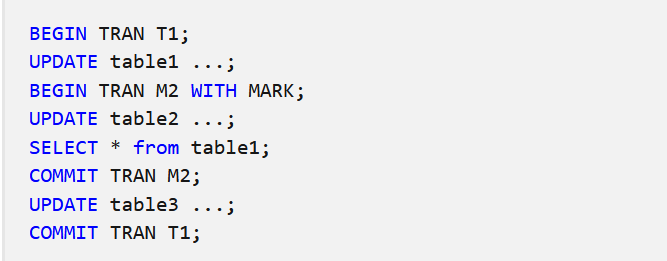 BEGIN TRAN T1;
UPDATE table1 ...;
BEGIN TRAN M2 WITH MARK;
UPDATE table2 ...;
SELECT * from table1;
COMMIT TRAN M2;
UPDATE table3 ...;
COMMIT TRAN T1;